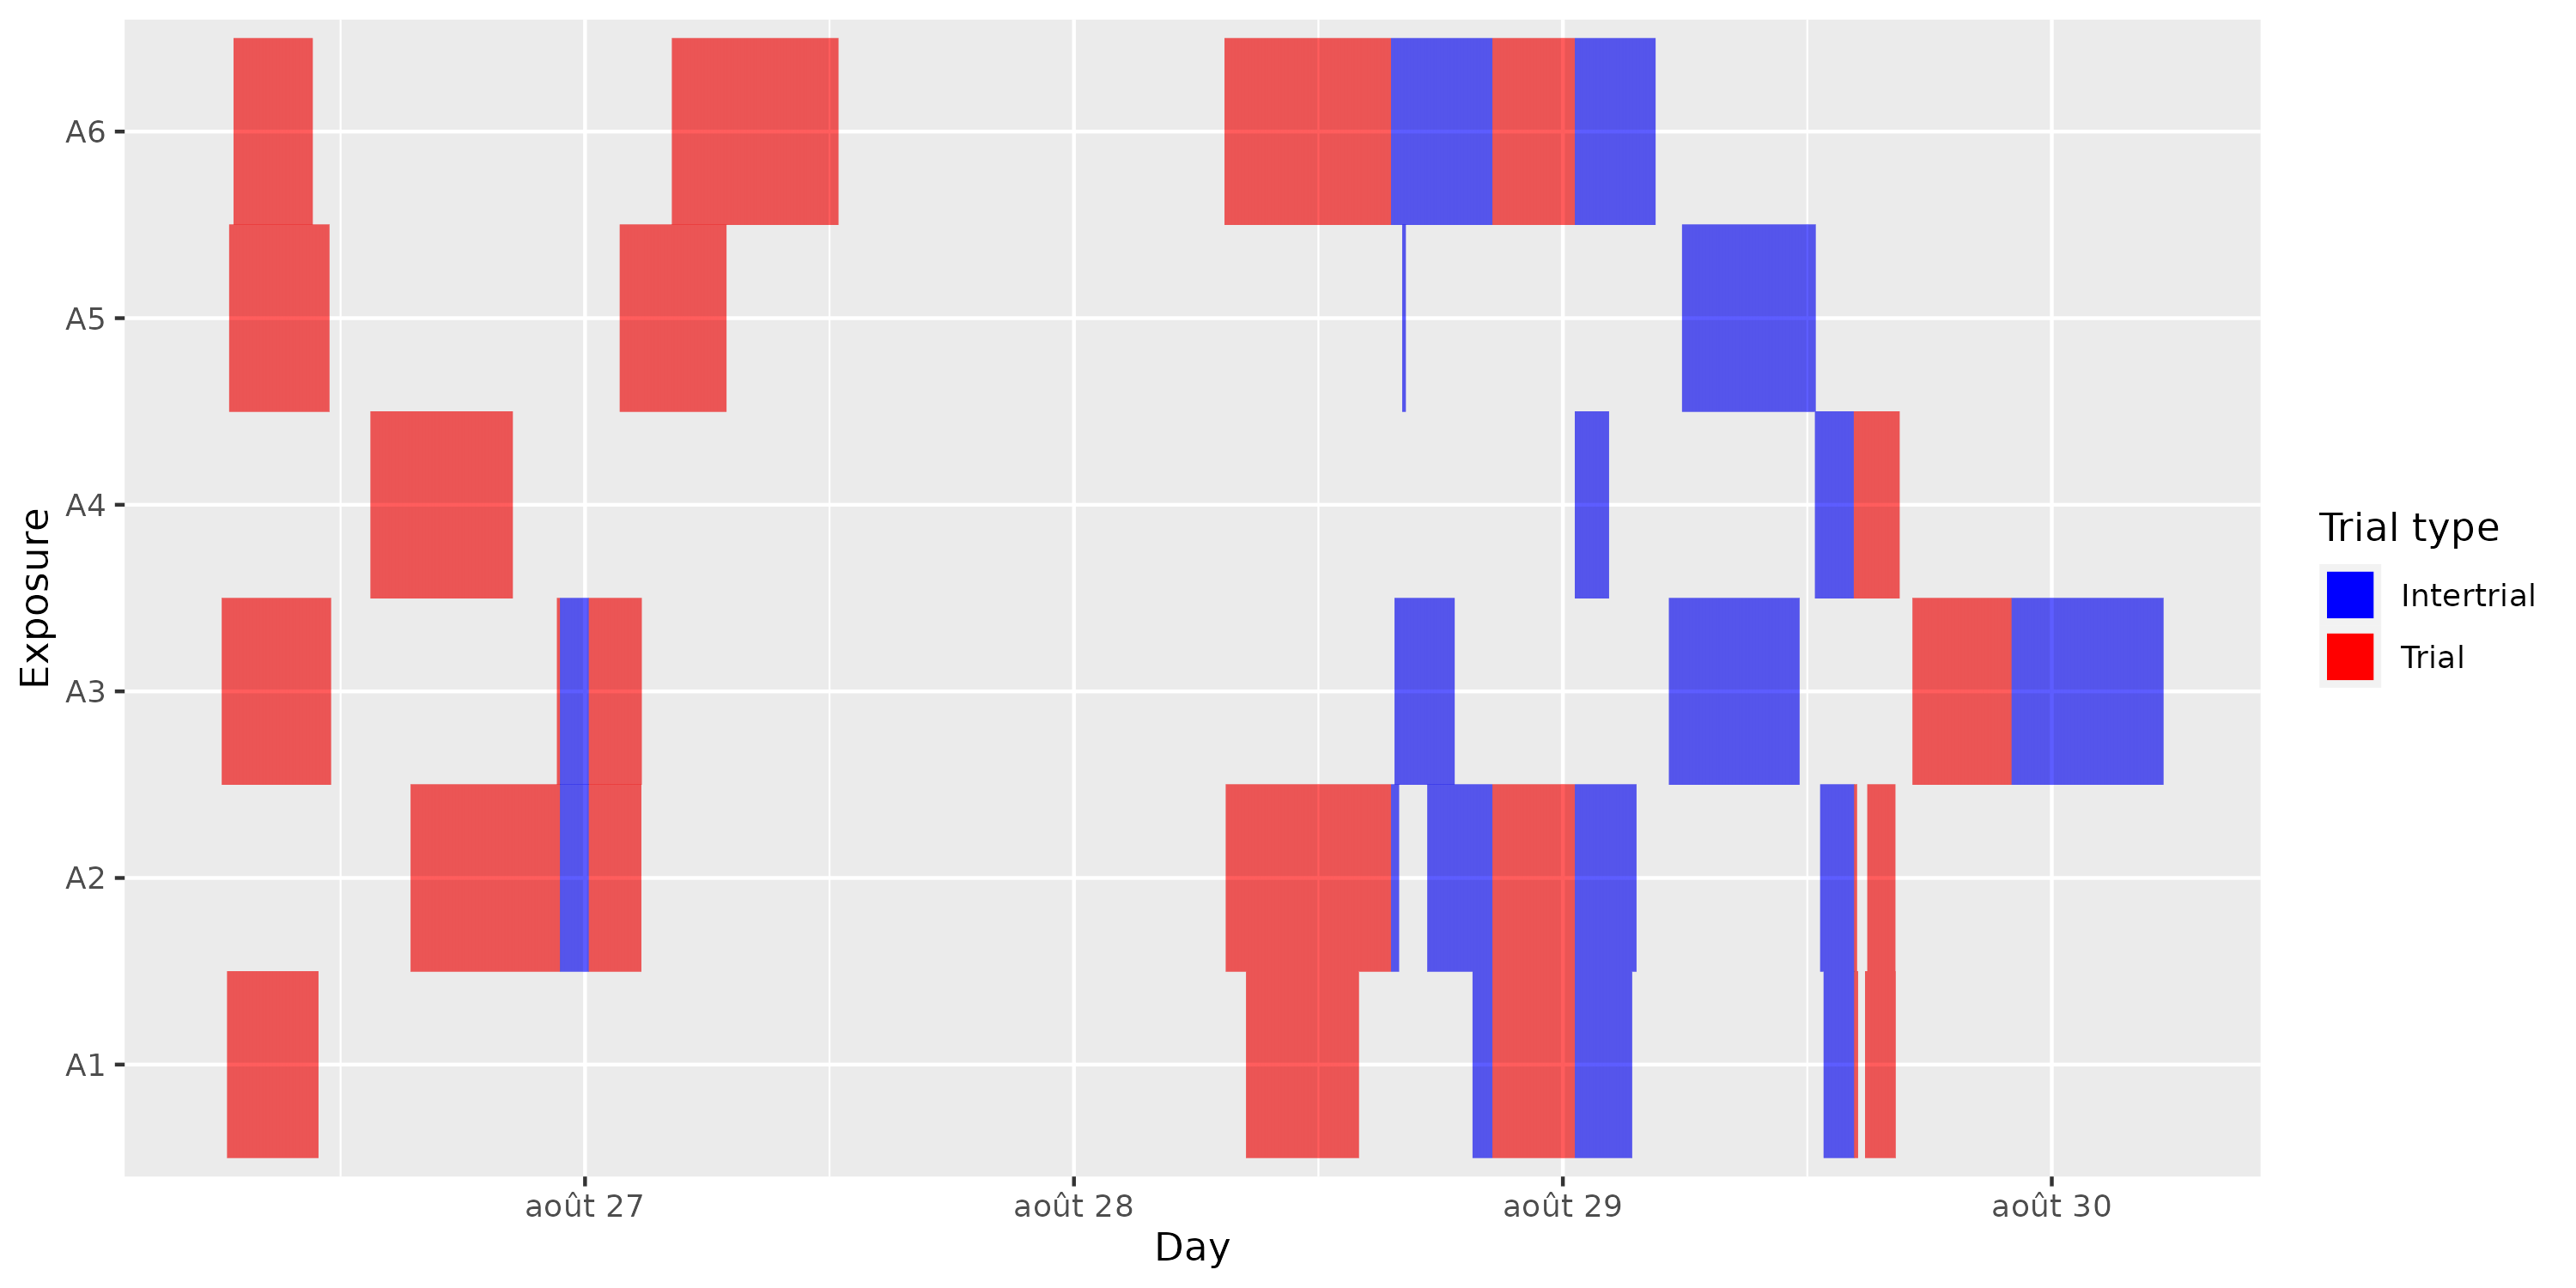 Exposure
A6
A5
A4
A3
A2
A1
août 27
août 28
août 29
août 30
Day
Trial type
Intertrial
Trial